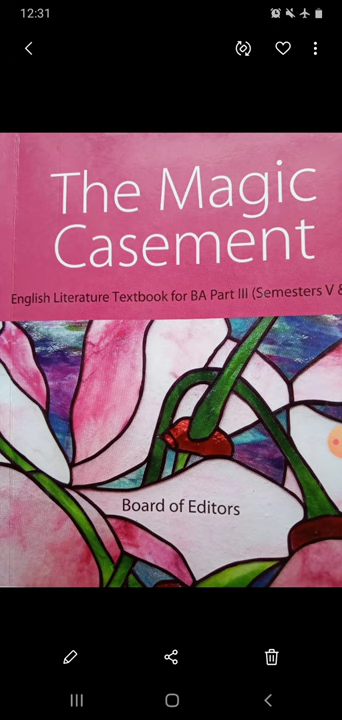 12:31
The Magic
Casement
English Literature Textbook for BA Part III (Semesters V &
Board of Editors